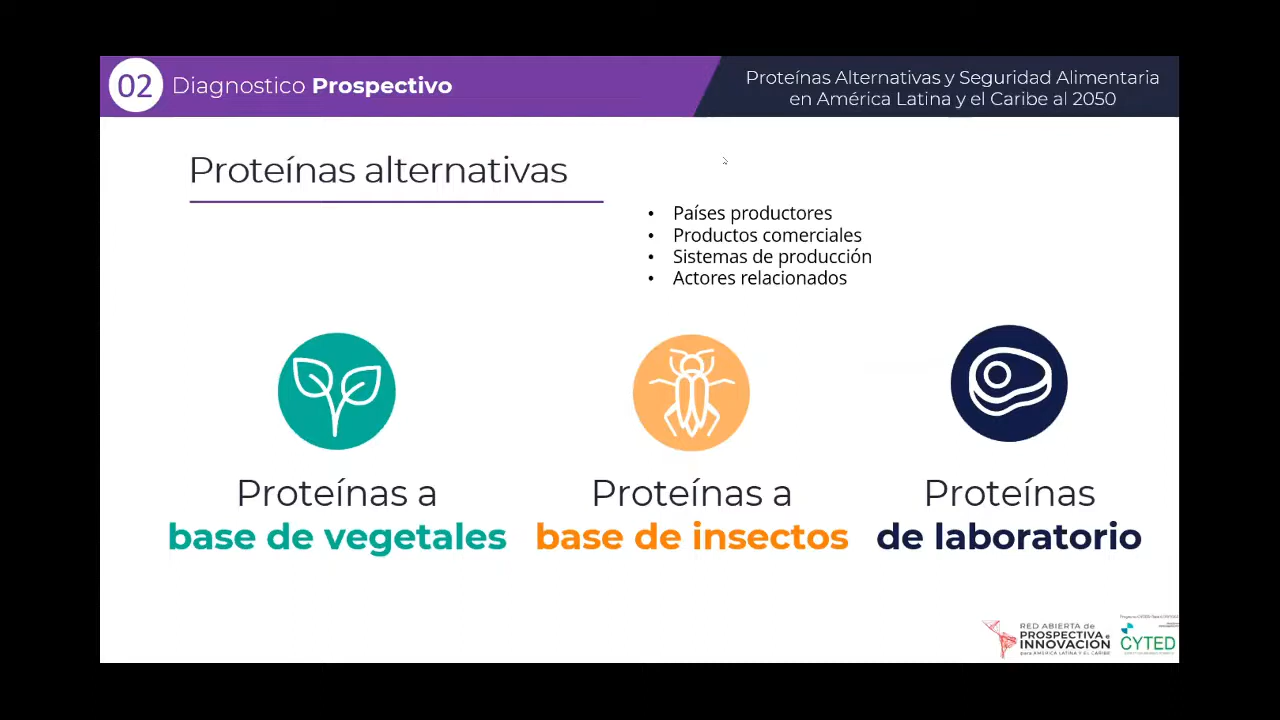 02 Diagnostico Prospectivo
Proteínas Alternativas y Seguridad Alimentaria
en América Latina y el Caribe al 2050
Proteínas alternativas
• Países productores
• Productos comerciales
• Sistemas de producción
• Actores relacionados
Proteínas a
base de vegetales
Proteínas a
base de insectos
Proteínas
de laboratorio
RED ABIERTA de
PROSPECTIVA e
INNOVACION
para AMÉRICA LATINA Y EL CARIBE
CYTED